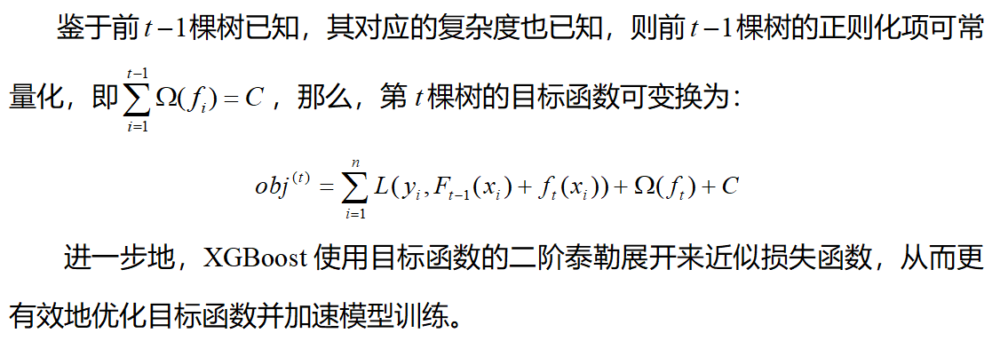 鉴于前 t−1棵树已知，其对应的复杂度也已知，则前 t−1棵树的正则化项可常
量化，即 $\sum_{i=1}^{t-1} \Omega(f_i) = C$ ，那么，第 t 棵树的目标函数可变换为：
$obj^{(t)} = \sum_{i=1}^{n} L(y_i, F_{t-1}(x_i) + f_t(x_i)) + \Omega(f_t) + C$
进一步地，XGBoost 使用目标函数的二阶泰勒展开来近似损失函数，从而更
有效地优化目标函数并加速模型训练。